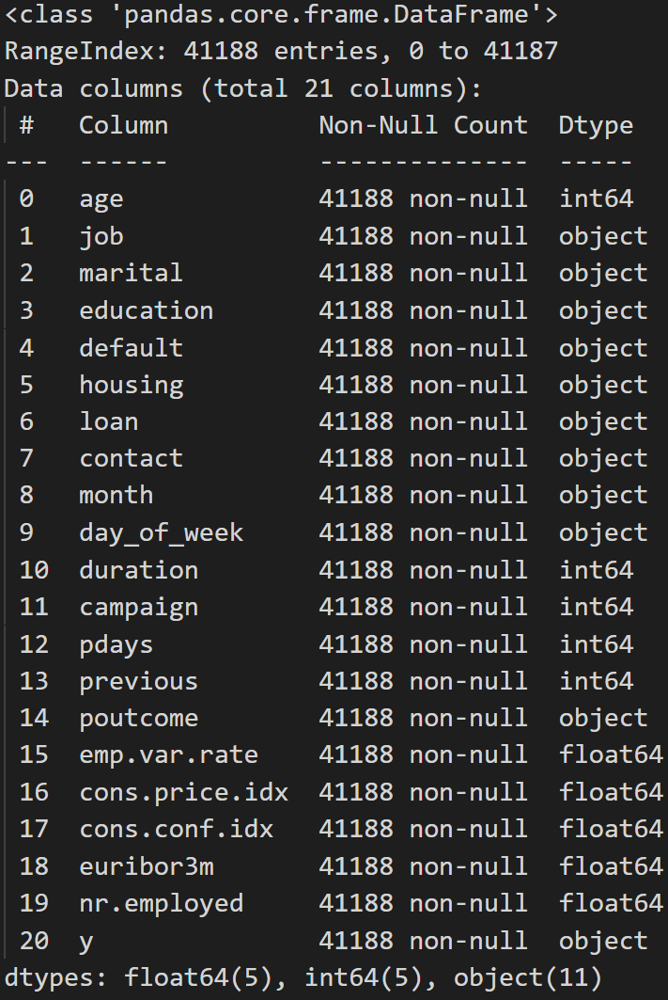 <class 'pandas.core.frame.DataFrame'>
RangeIndex: 41188 entries, 0 to 41187
Data columns (total 21 columns):
 #   Column          Non-Null Count  Dtype
---  ------          --------------  -----
 0   age             41188 non-null  int64
 1   job             41188 non-null  object
 2   marital         41188 non-null  object
 3   education       41188 non-null  object
 4   default         41188 non-null  object
 5   housing         41188 non-null  object
 6   loan            41188 non-null  object
 7   contact         41188 non-null  object
 8   month           41188 non-null  object
 9   day_of_week     41188 non-null  object
 10  duration        41188 non-null  int64
 11  campaign        41188 non-null  int64
 12  pdays           41188 non-null  int64
 13  previous        41188 non-null  int64
 14  poutcome        41188 non-null  object
 15  emp.var.rate    41188 non-null  float64
 16  cons.price.idx  41188 non-null  float64
 17  cons.conf.idx   41188 non-null  float64
 18  euribor3m       41188 non-null  float64
 19  nr.employed     41188 non-null  float64
 20  y               41188 non-null  object
dtypes: float64(5), int64(5), object(11)